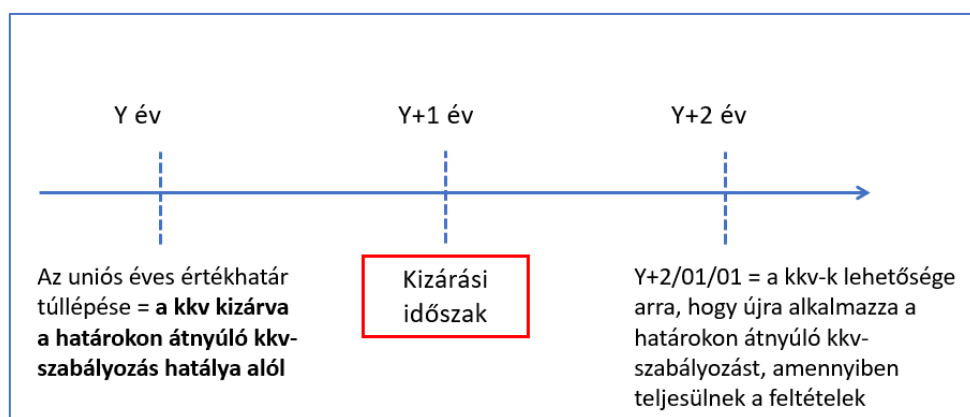 Y év
Y+1 év
Y+2 év
Az uniós éves értékhatár
túllépése = a kkv kizárva
a határokon átnyúló kkv-
szabályozás hatálya alól
Kizárási
időszak
Y+2/01/01 = a kkv-k lehetősége
arra, hogy újra alkalmazza a
határokon átnyúló kkv-
szabályozást, amennyiben
teljesülnek a feltételek